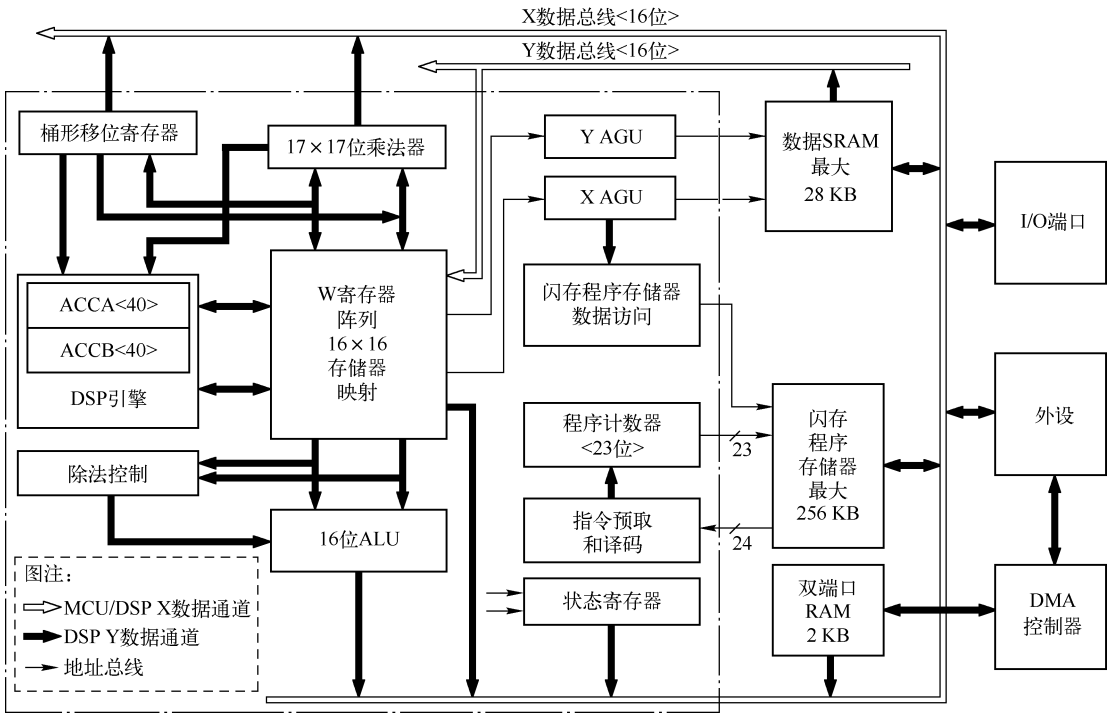 X数据总线<16位>
Y数据总线<16位>
桶形移位寄存器
17×17位乘法器
Y AGU
X AGU
数据SRAM
最大
28 KB
I/O端口
ACCA<40>
ACCB<40>
DSP引擎
W寄存器
阵列
16×16
存储器
映射
闪存程序存储器
数据访问
程序计数器
<23位>
23
闪存
程序
存储器
最大
256 KB
外设
除法控制
16位ALU
指令预取
和译码
24
状态寄存器
双端口
RAM
2 KB
DMA
控制器
图注：
MCU/DSP X数据通道
DSP Y数据通道
地址总线